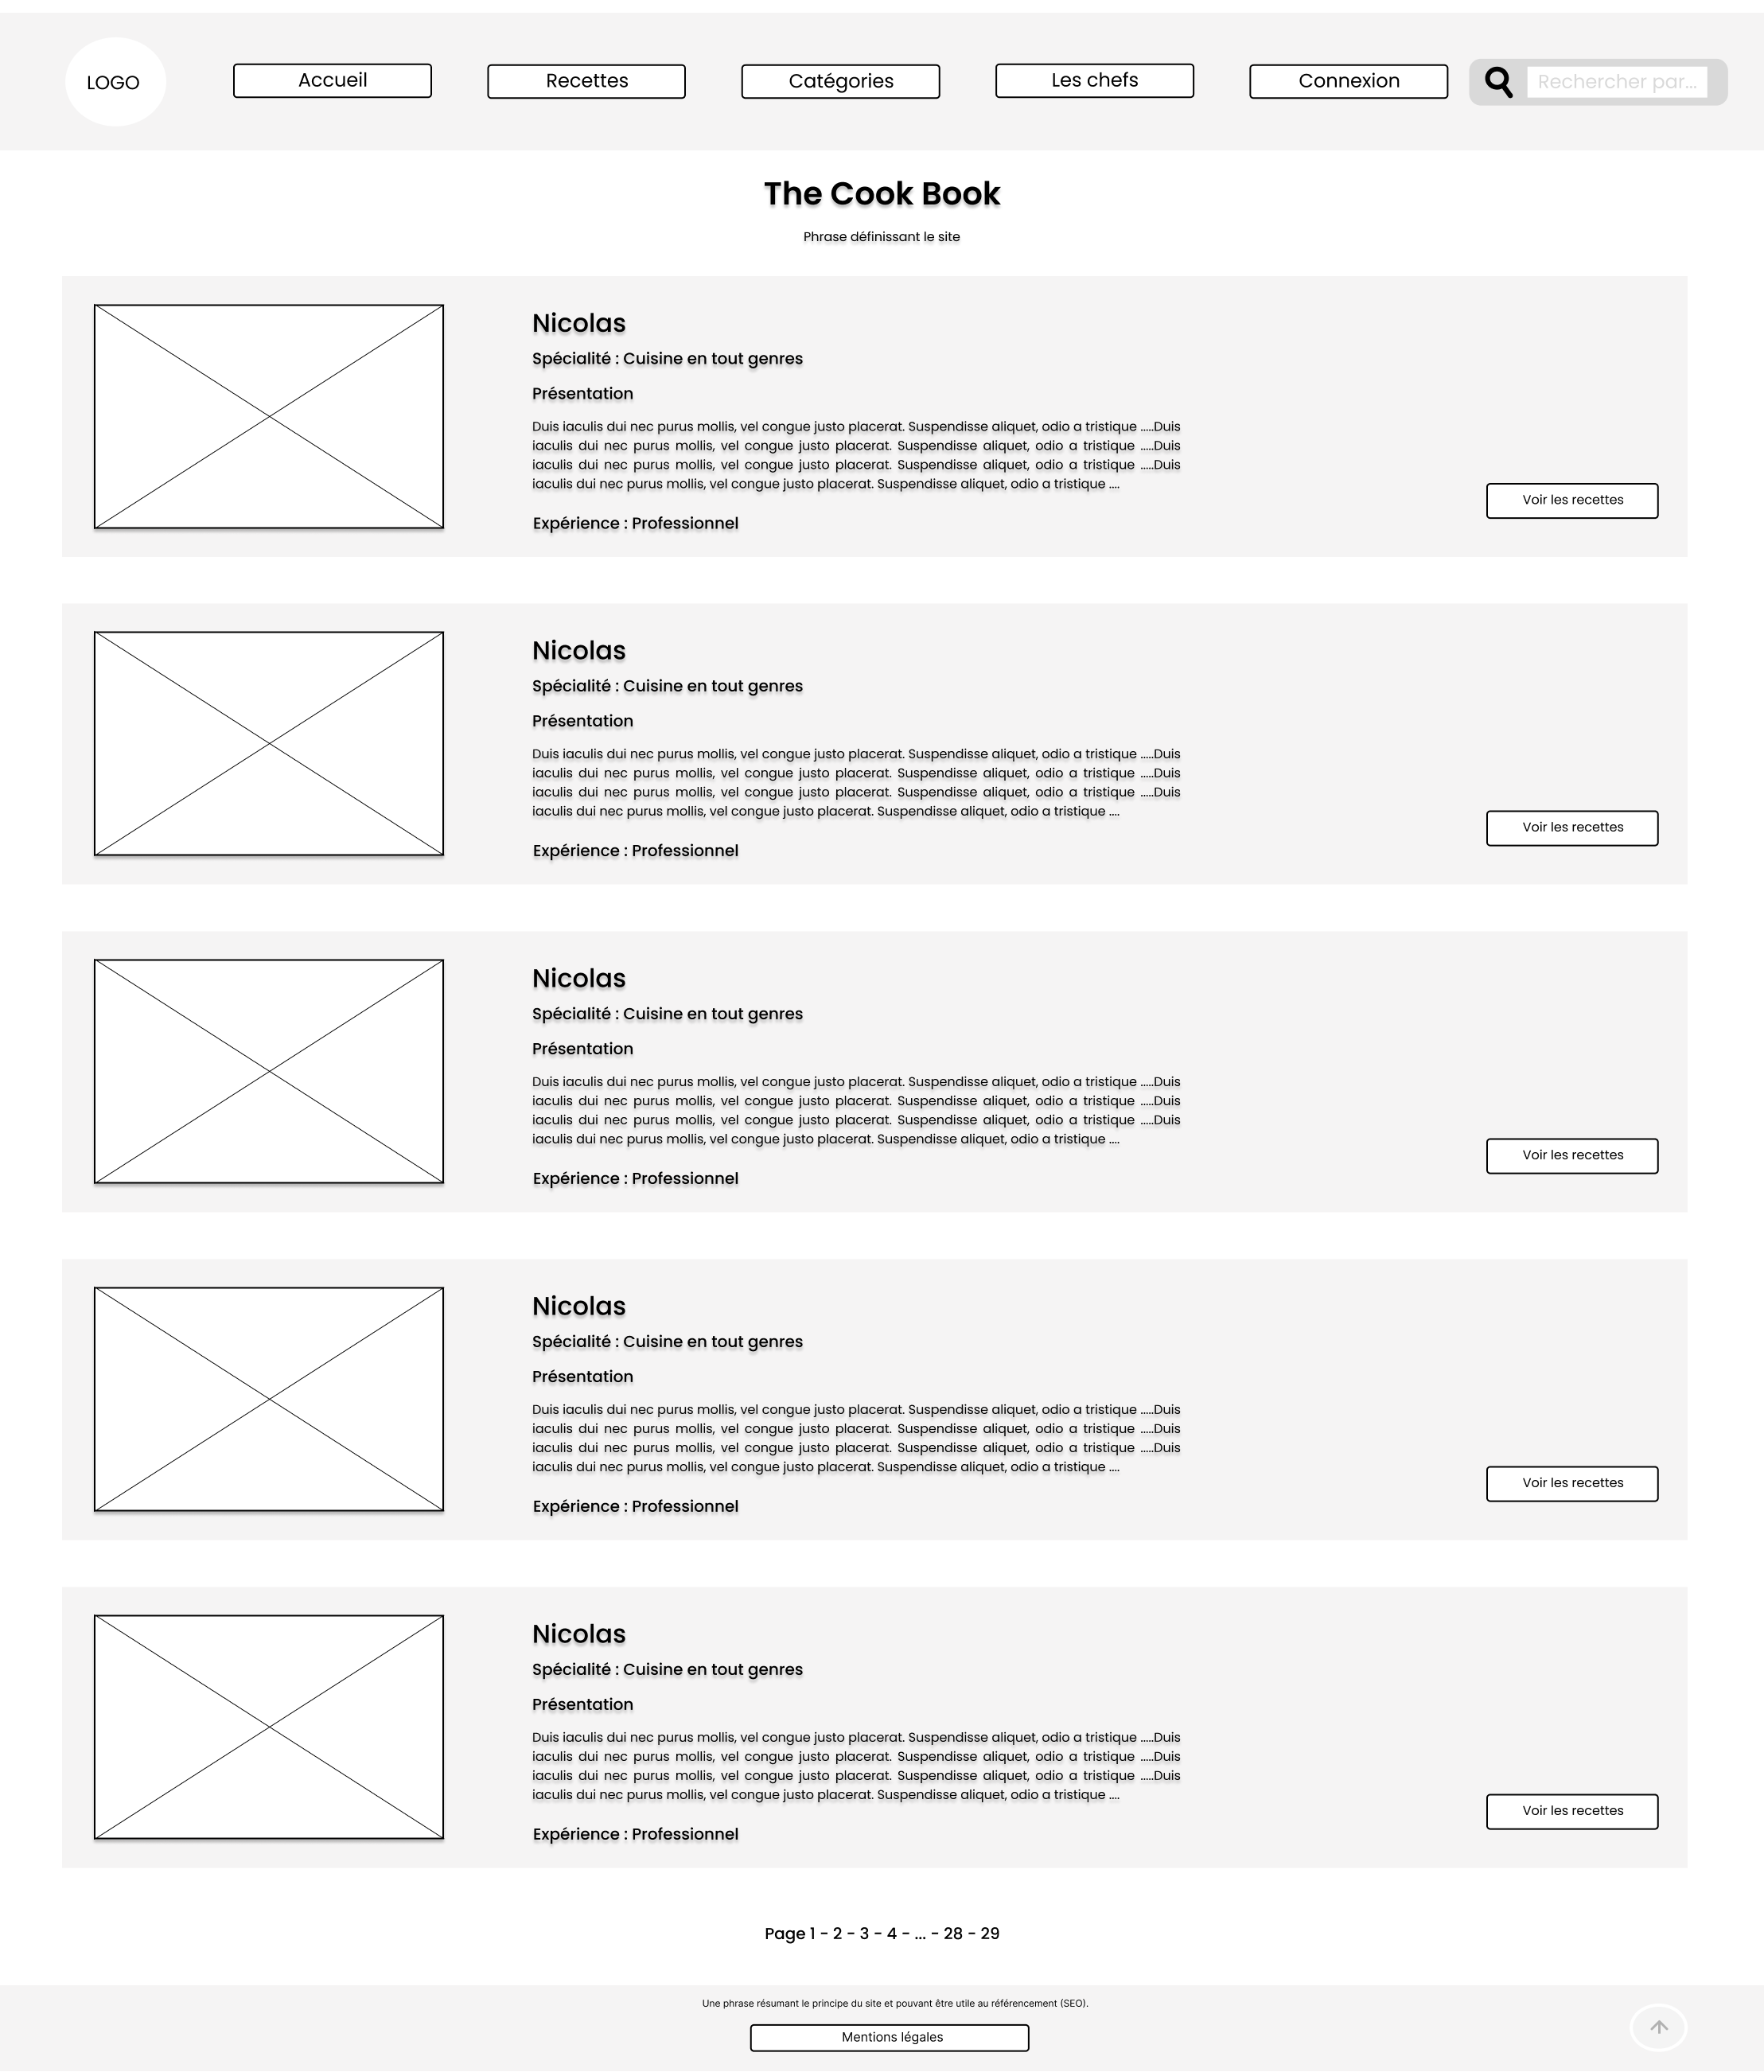 LOGO
Accueil
Recettes
Catégories
Les chefs
Connexion
Rechercher par...
The Cook Book
Phrase définissant le site
Nicolas
Spécialité : Cuisine en tout genres
Présentation
Duis iaculis dui nec purus mollis, vel congue justo placerat. Suspendisse aliquet, odio a tristique .....Duis
iaculis dui nec purus mollis, vel congue justo placerat. Suspendisse aliquet, odio a tristique .....Duis
iaculis dui nec purus mollis, vel congue justo placerat. Suspendisse aliquet, odio a tristique .....Duis
iaculis dui nec purus mollis, vel congue justo placerat. Suspendisse aliquet, odio a tristique ....
Voir les recettes
Expérience : Professionnel
Nicolas
Spécialité : Cuisine en tout genres
Présentation
Duis iaculis dui nec purus mollis, vel congue justo placerat. Suspendisse aliquet, odio a tristique .....Duis
iaculis dui nec purus mollis, vel congue justo placerat. Suspendisse aliquet, odio a tristique .....Duis
iaculis dui nec purus mollis, vel congue justo placerat. Suspendisse aliquet, odio a tristique .....Duis
iaculis dui nec purus mollis, vel congue justo placerat. Suspendisse aliquet, odio a tristique ....
Voir les recettes
Expérience : Professionnel
Nicolas
Spécialité : Cuisine en tout genres
Présentation
Duis iaculis dui nec purus mollis, vel congue justo placerat. Suspendisse aliquet, odio a tristique .....Duis
iaculis dui nec purus mollis, vel congue justo placerat. Suspendisse aliquet, odio a tristique .....Duis
iaculis dui nec purus mollis, vel congue justo placerat. Suspendisse aliquet, odio a tristique .....Duis
iaculis dui nec purus mollis, vel congue justo placerat. Suspendisse aliquet, odio a tristique ....
Voir les recettes
Expérience : Professionnel
Nicolas
Spécialité : Cuisine en tout genres
Présentation
Duis iaculis dui nec purus mollis, vel congue justo placerat. Suspendisse aliquet, odio a tristique .....Duis
iaculis dui nec purus mollis, vel congue justo placerat. Suspendisse aliquet, odio a tristique .....Duis
iaculis dui nec purus mollis, vel congue justo placerat. Suspendisse aliquet, odio a tristique .....Duis
iaculis dui nec purus mollis, vel congue justo placerat. Suspendisse aliquet, odio a tristique ....
Voir les recettes
Expérience : Professionnel
Nicolas
Spécialité : Cuisine en tout genres
Présentation
Duis iaculis dui nec purus mollis, vel congue justo placerat. Suspendisse aliquet, odio a tristique .....Duis
iaculis dui nec purus mollis, vel congue justo placerat. Suspendisse aliquet, odio a tristique .....Duis
iaculis dui nec purus mollis, vel congue justo placerat. Suspendisse aliquet, odio a tristique .....Duis
iaculis dui nec purus mollis, vel congue justo placerat. Suspendisse aliquet, odio a tristique ....
Voir les recettes
Expérience : Professionnel
Page 1 - 2 - 3 - 4 - ... - 28 - 29
Une phrase résumant le principe du site et pouvant être utile au référencement (SEO).
Mentions légales